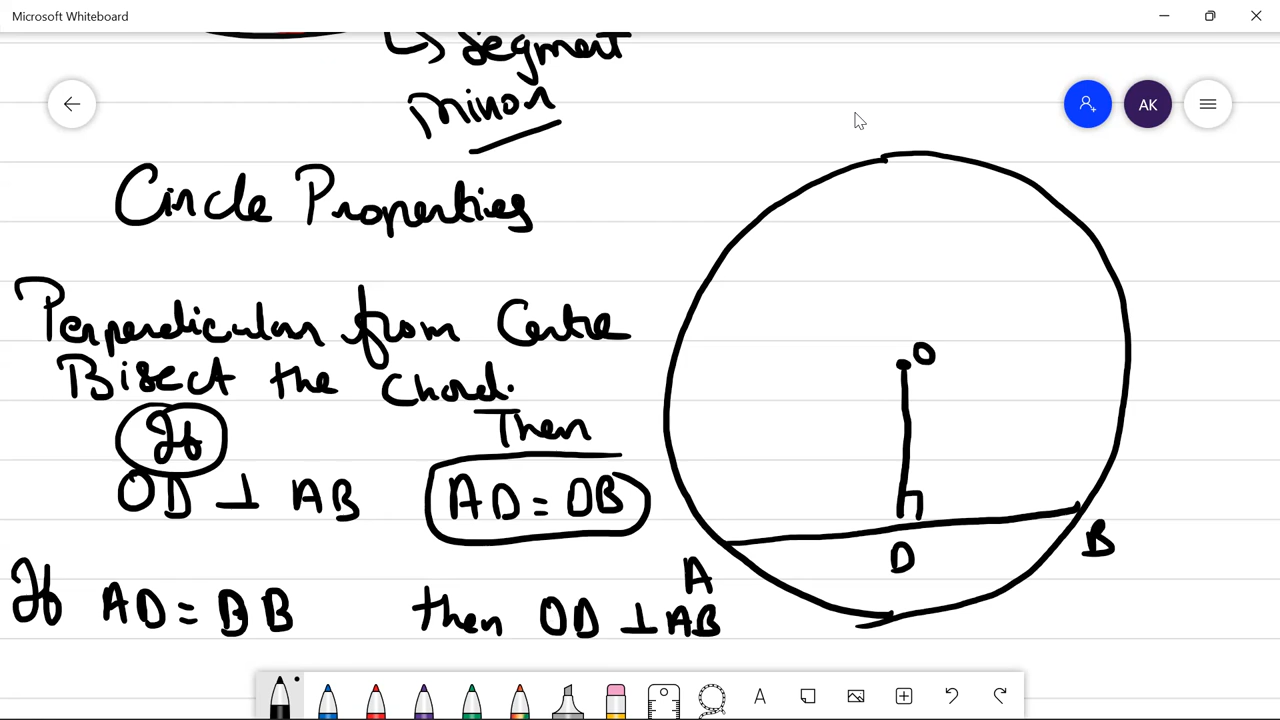 Microsoft Whiteboard
↳ Segment
minor
AK
Circle Properties
Perpendicular from Centre
Bisect the Chord.
If Then
OD ⊥ AB AD = DB
If AD = BB then OD ⊥ AB
O
D
A
B
A